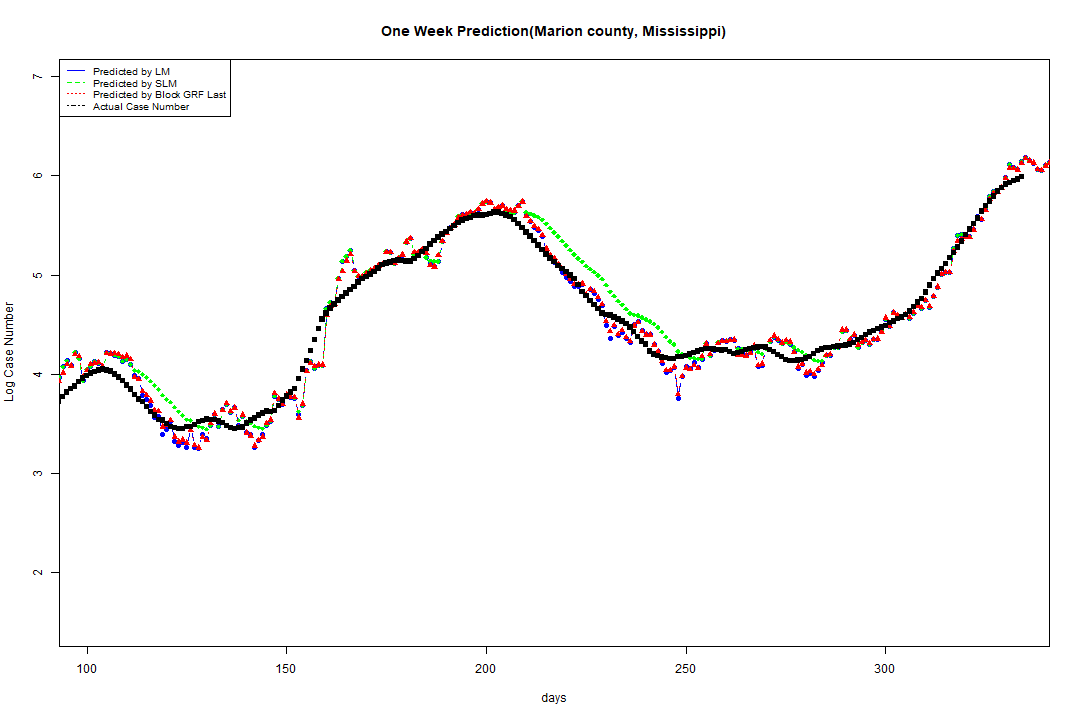 One Week Prediction(Marion county, Mississippi)
Predicted by LM
Predicted by SLM
Predicted by Block GRF Last
Actual Case Number
7
6
5
4
3
2
Log Case Number
100 150 200 250 300
days